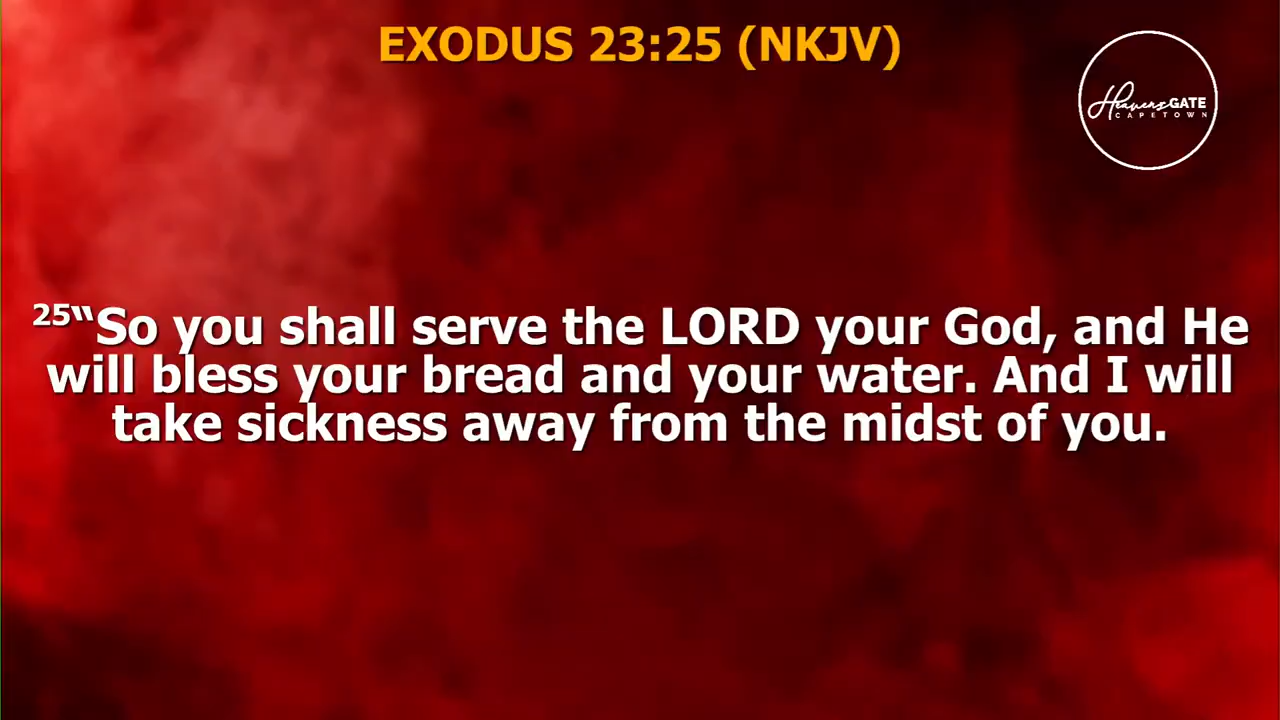 EXODUS 23:25 (NKJV)
HeavensGATE
CAPETOWN
25“So you shall serve the LORD your God, and He
will bless your bread and your water. And I will
take sickness away from the midst of you.